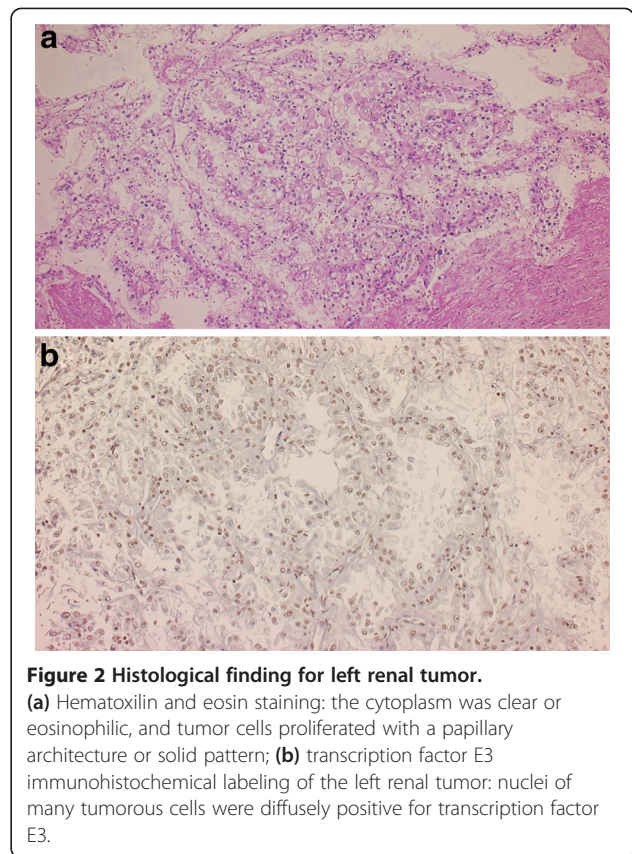 a
b
Figure 2 Histological finding for left renal tumor.
(a) Hematoxilin and eosin staining: the cytoplasm was clear or
eosinophilic, and tumor cells proliferated with a papillary
architecture or solid pattern; (b) transcription factor E3
immunohistochemical labeling of the left renal tumor: nuclei of
many tumorous cells were diffusely positive for transcription factor
E3.